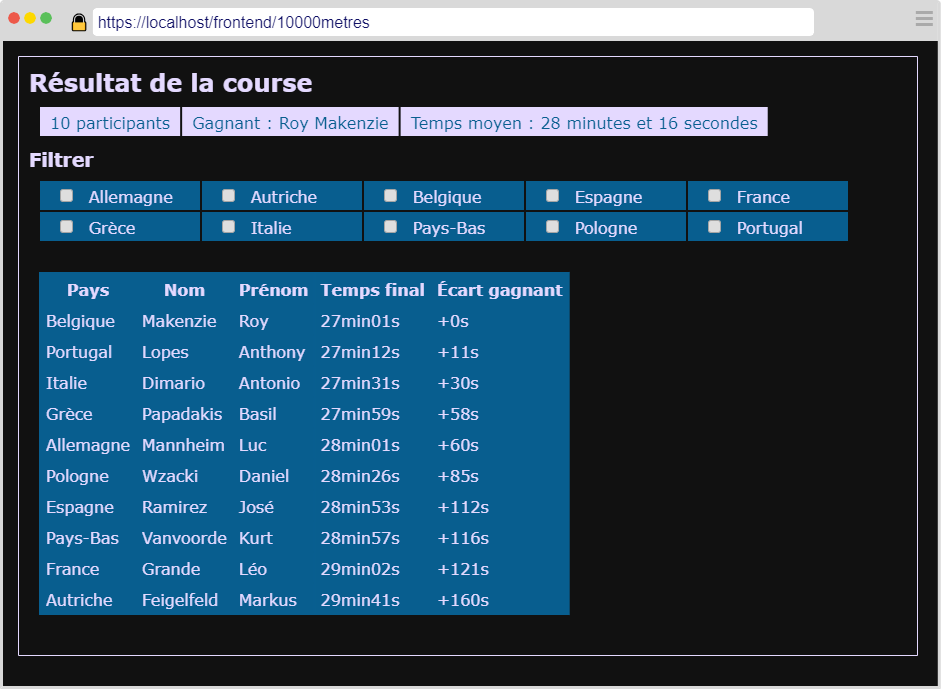 https://localhost/frontend/10000metres
Résultat de la course
10 participants Gagnant : Roy Makenzie Temps moyen : 28 minutes et 16 secondes
Filtrer
Allemagne Autriche Belgique Espagne France
Grèce Italie Pays-Bas Pologne Portugal
Pays Nom Prénom Temps final Écart gagnant
Belgique Makenzie Roy 27min01s +0s
Portugal Lopes Anthony 27min12s +11s
Italie Dimario Antonio 27min31s +30s
Grèce Papadakis Basil 27min59s +58s
Allemagne Mannheim Luc 28min01s +60s
Pologne Wzacki Daniel 28min26s +85s
Espagne Ramirez José 28min53s +112s
Pays-Bas Vanvoorde Kurt 28min57s +116s
France Grande Léo 29min02s +121s
Autriche Feigelfeld Markus 29min41s +160s